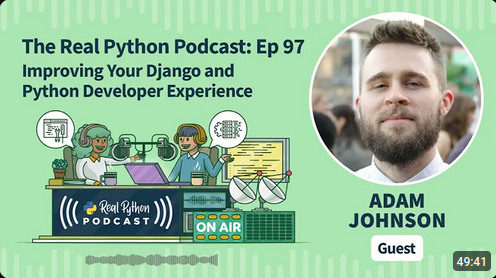 The Real Python Podcast: Ep 97
Improving Your Django and
Python Developer Experience
Real Python
PODCAST
ON AIR
ADAM
JOHNSON
Guest
49:41